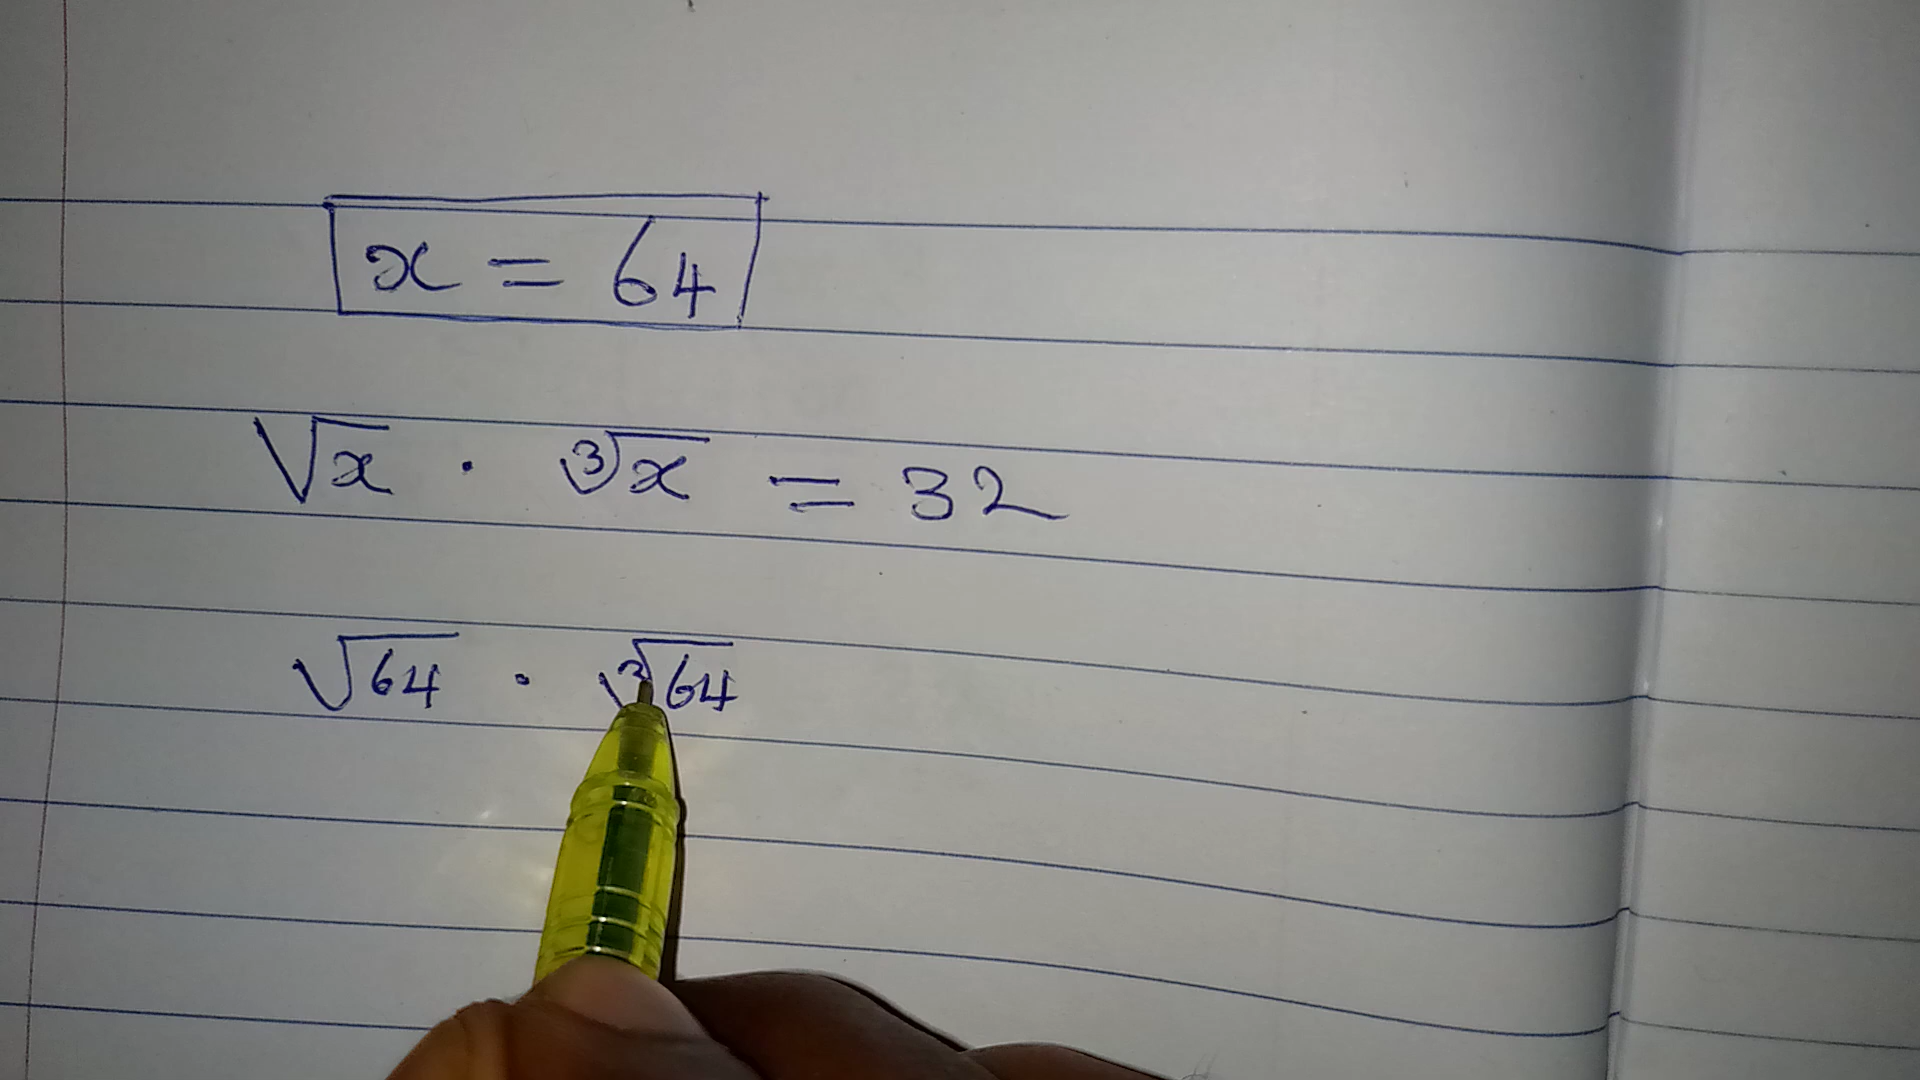 x = 64
√x · ∛x = 32
√64 · ∛64